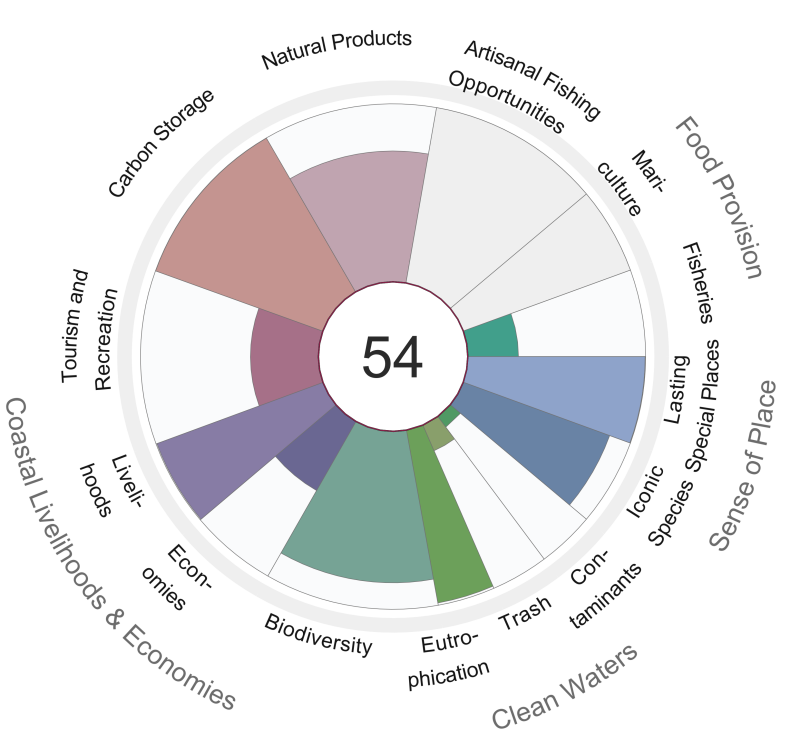 Natural Products
Artisanal Fishing
Opportunities
Mari-
culture
Food Provision
Fisheries
Lasting
Special Places
Sense of Place
Iconic
Species
Con-
taminants
Trash
Clean Waters
Eutro-
phication
Biodiversity
Econ-
omies
Liveli-
hoods
Coastal Livelihoods & Economies
Tourism and
Recreation
Carbon Storage
54